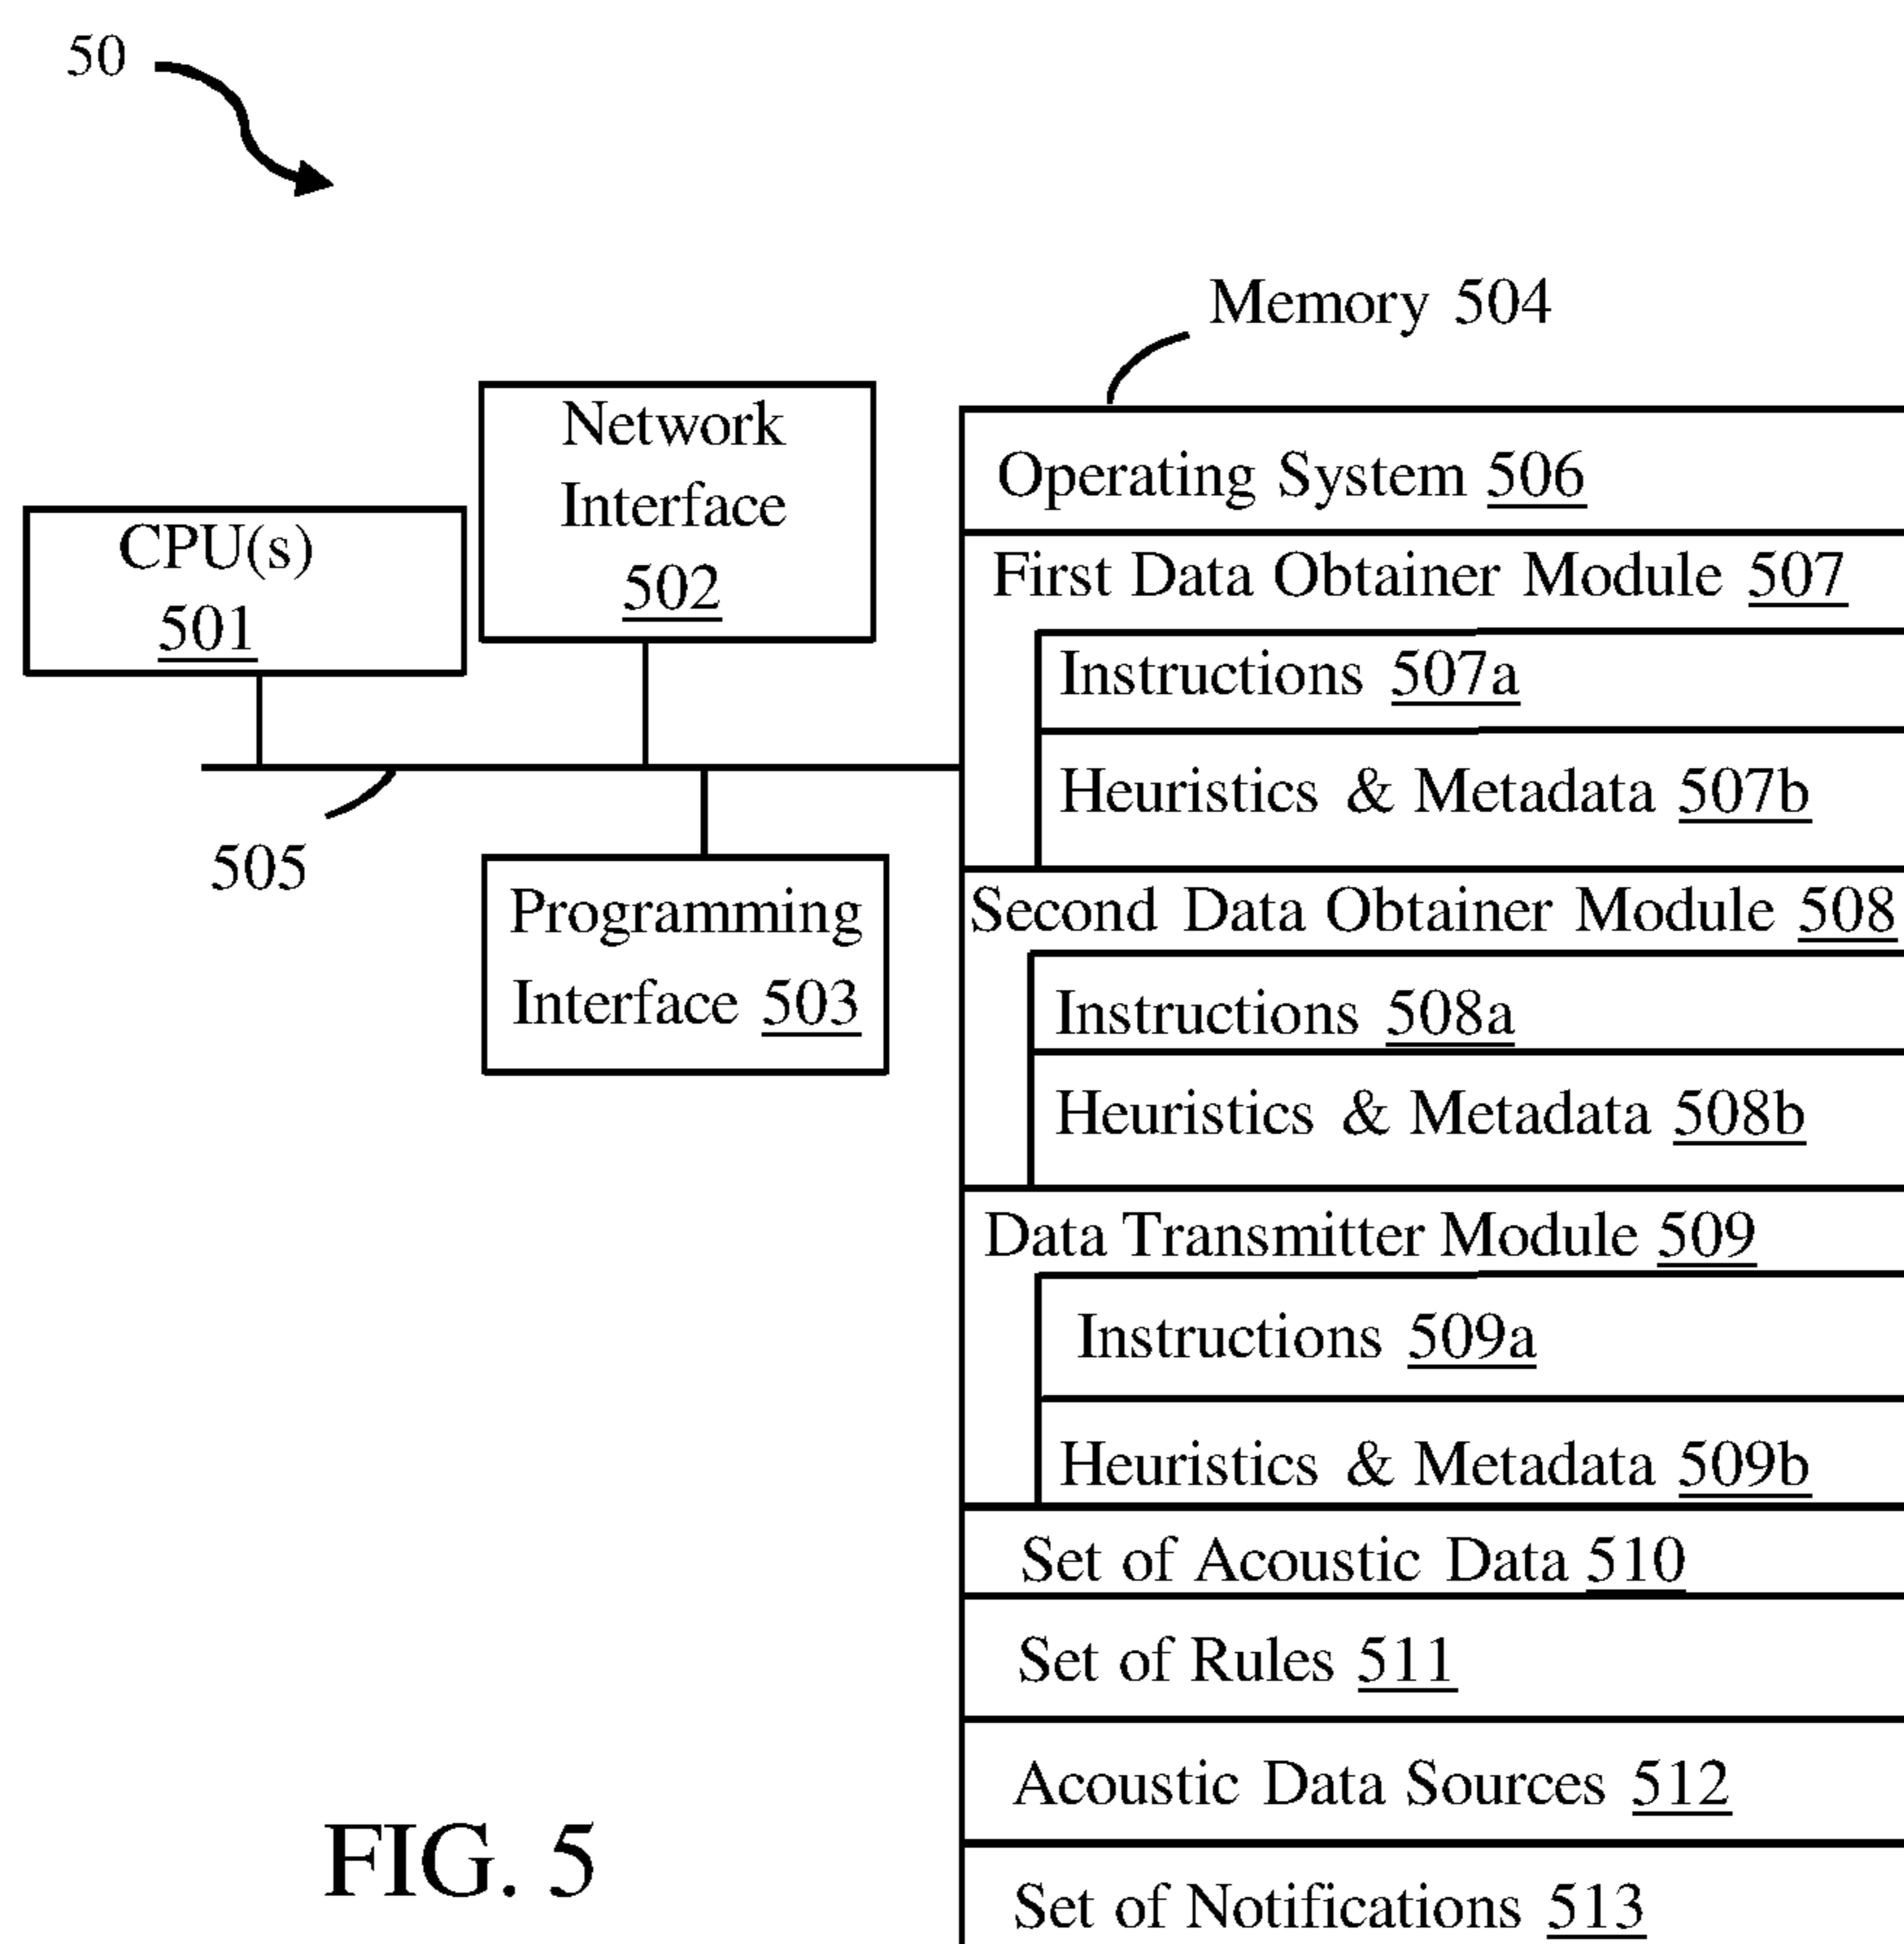 50
Memory 504
Network
Interface
502
CPU(s)
501
505
Programming
Interface 503
Operating System 506
First Data Obtainer Module 507
Instructions 507a
Heuristics & Metadata 507b
Second Data Obtainer Module 508
Instructions 508a
Heuristics & Metadata 508b
Data Transmitter Module 509
Instructions 509a
Heuristics & Metadata 509b
Set of Acoustic Data 510
Set of Rules 511
Acoustic Data Sources 512
Set of Notifications 513
FIG. 5